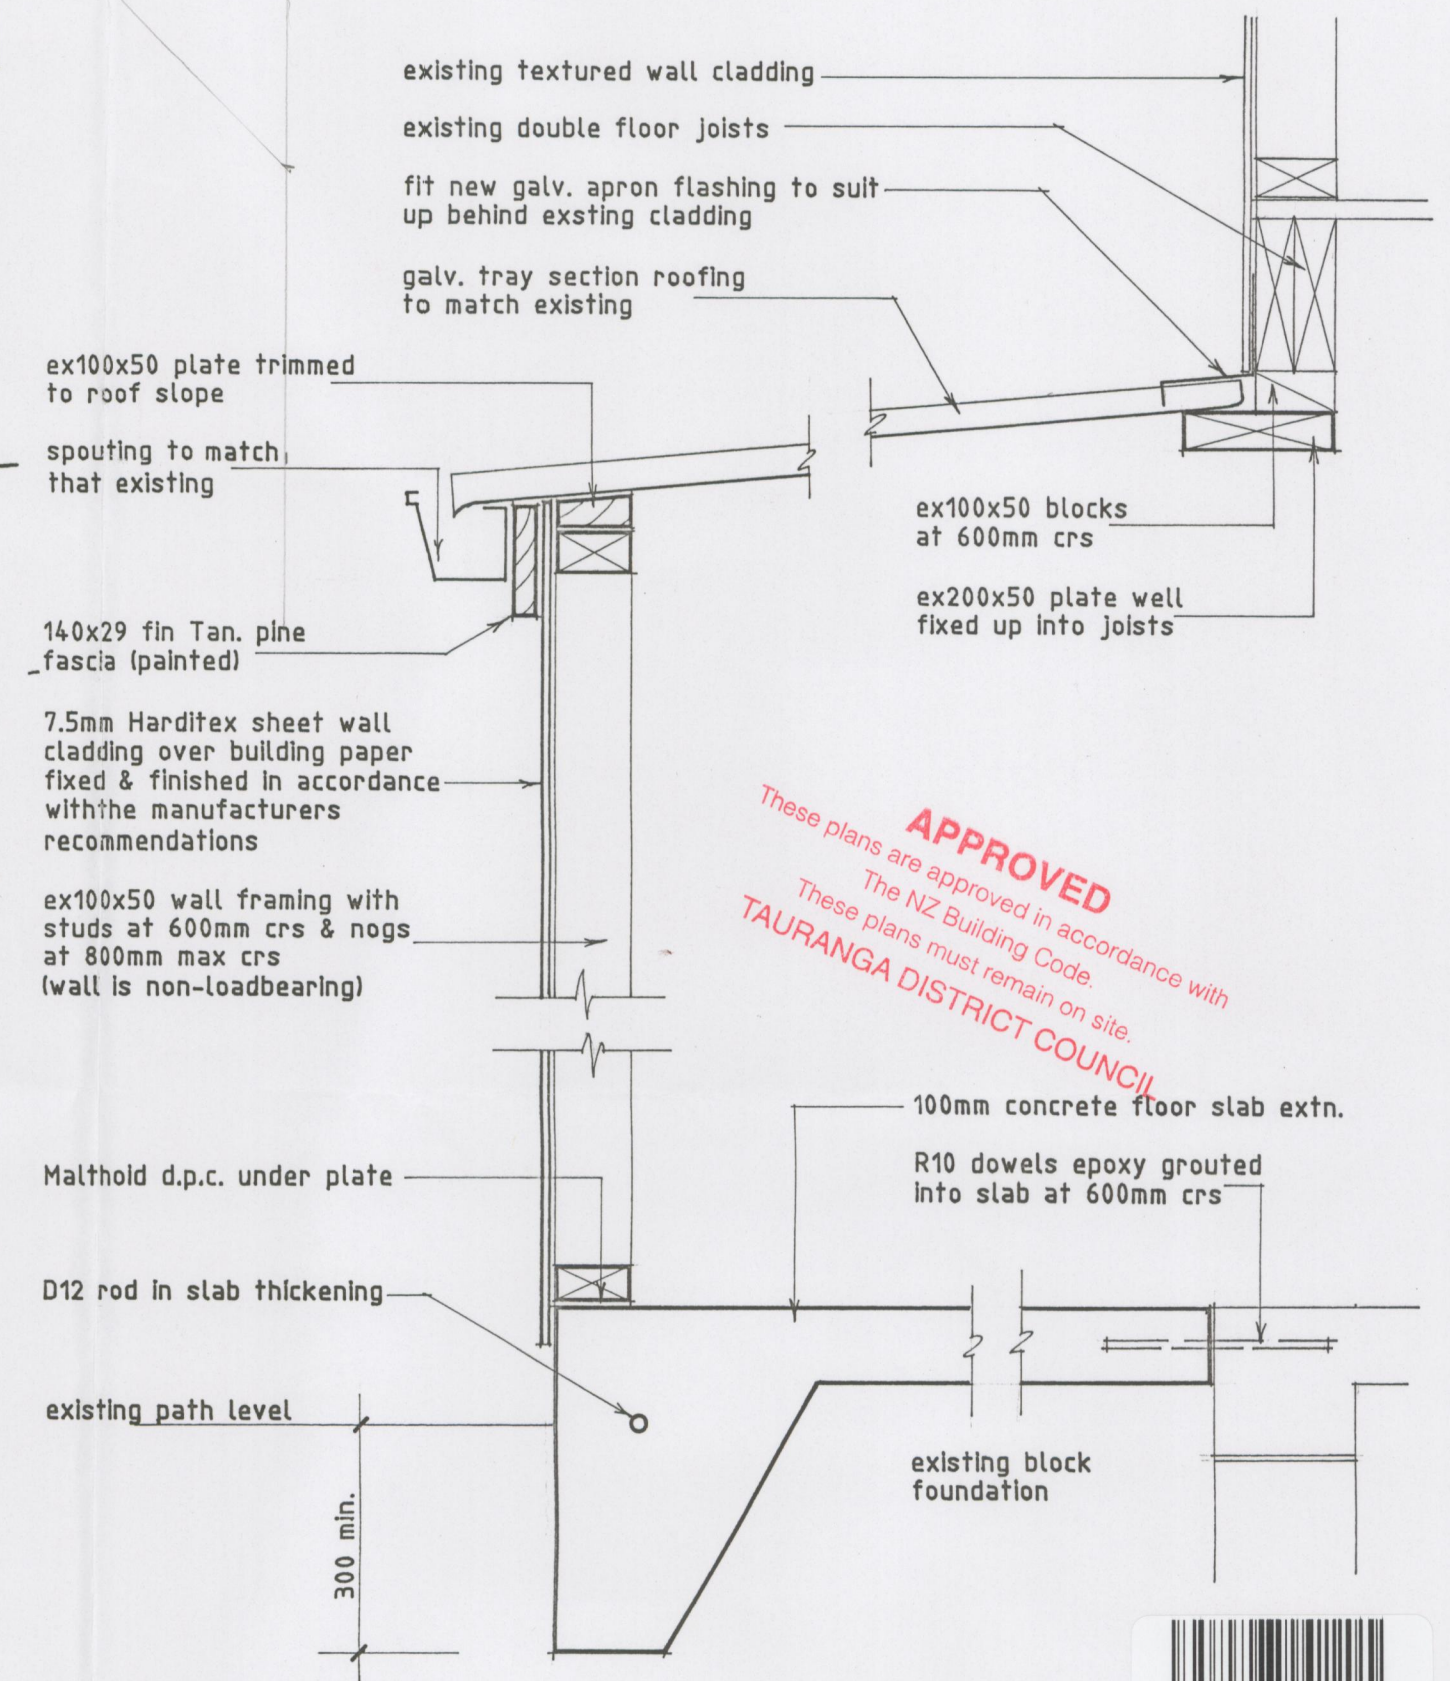 existing textured wall cladding
existing double floor joists
fit new galv. apron flashing to suit
up behind exsting cladding
galv. tray section roofing
to match existing
ex100x50 plate trimmed
to roof slope
spouting to match
that existing
ex100x50 blocks
at 600mm crs
ex200x50 plate well
fixed up into joists
140x29 fin Tan. pine
fascia (painted)
7.5mm Harditex sheet wall
cladding over building paper
fixed & finished in accordance
withthe manufacturers
recommendations
ex100x50 wall framing with
studs at 600mm crs & nogs
at 800mm max crs
(wall is non-loadbearing)
APPROVED
These plans are approved in accordance with
The NZ Building Code.
These plans must remain on site.
TAURANGA DISTRICT COUNCIL
100mm concrete floor slab extn.
R10 dowels epoxy grouted
into slab at 600mm crs
Malthoid d.p.c. under plate
D12 rod in slab thickening
existing path level
existing block
foundation
300 min.